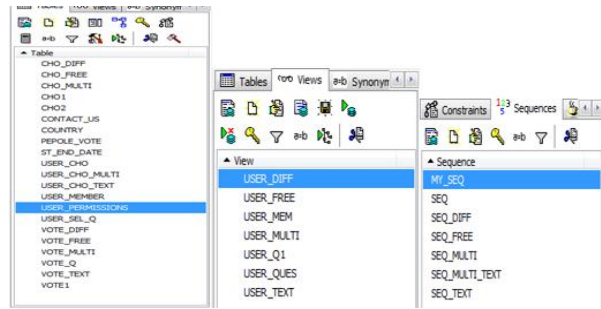 Tables Views Synonym
Table
CHO_DIFF
CHO_FREE
CHO_MULTI
CHO1
CHO2
CONTACT_US
COUNTRY
PEPOLE_VOTE
ST_END_DATE
USER_CHO
USER_CHO_MULTI
USER_CHO_TEXT
USER_MEMBER
USER_PERMISSIONS
USER_SEL_Q
VOTE_DIFF
VOTE_FREE
VOTE_MULTI
VOTE_Q
VOTE_TEXT
VOTE1
Tables Views a=b Synonym
View
USER_DIFF
USER_FREE
USER_MEM
USER_MULTI
USER_Q1
USER_QUES
USER_TEXT
Constraints Sequences
Sequence
MY_SEQ
SEQ
SEQ_DIFF
SEQ_FREE
SEQ_MULTI
SEQ_MULTI_TEXT
SEQ_TEXT